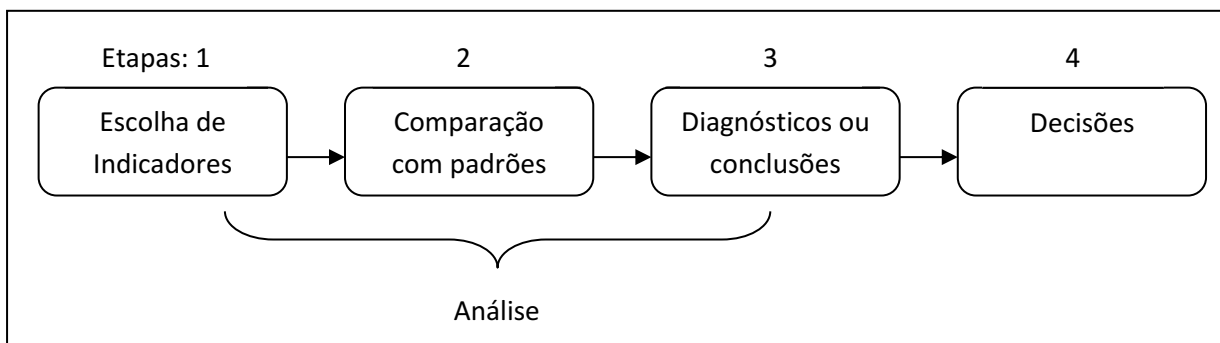 Etapas: 1 2 3 4
Escolha de
Indicadores
Comparação
com padrões
Diagnósticos ou
conclusões
Decisões
Análise